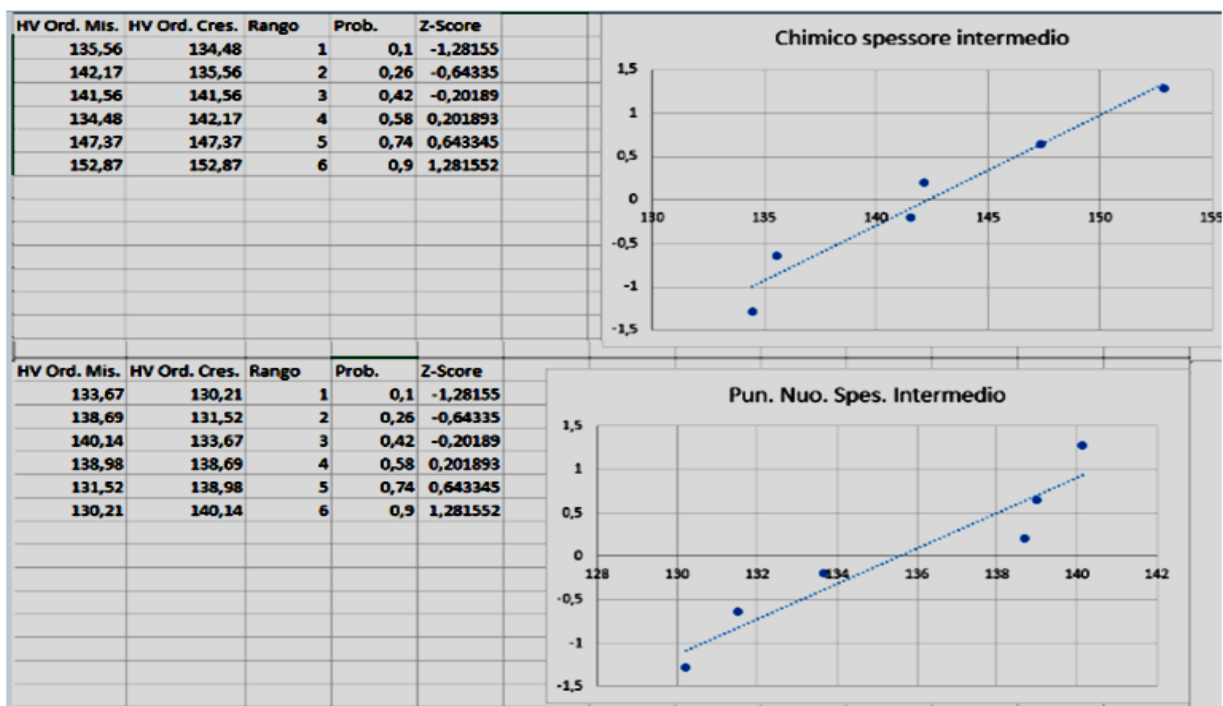 HV Ord. Mis. HV Ord. Cres. Rango Prob. Z-Score
135,56 134,48 1 0,1 -1,28155
142,17 135,56 2 0,26 -0,64335
141,56 141,56 3 0,42 -0,20189
134,48 142,17 4 0,58 0,201893
147,37 147,37 5 0,74 0,643345
152,87 152,87 6 0,9 1,281552
Chimico spessore intermedio
1,5
1
0,5
0
130 135 140 145 150 155
-0,5
-1
-1,5
HV Ord. Mis. HV Ord. Cres. Rango Prob. Z-Score
133,67 130,21 1 0,1 -1,28155
138,69 131,52 2 0,26 -0,64335
140,14 133,67 3 0,42 -0,20189
138,98 138,69 4 0,58 0,201893
131,52 138,98 5 0,74 0,643345
130,21 140,14 6 0,9 1,281552
Pun. Nuo. Spes. Intermedio
1,5
1
0,5
0
128 130 132 134 136 138 140 142
-0,5
-1
-1,5